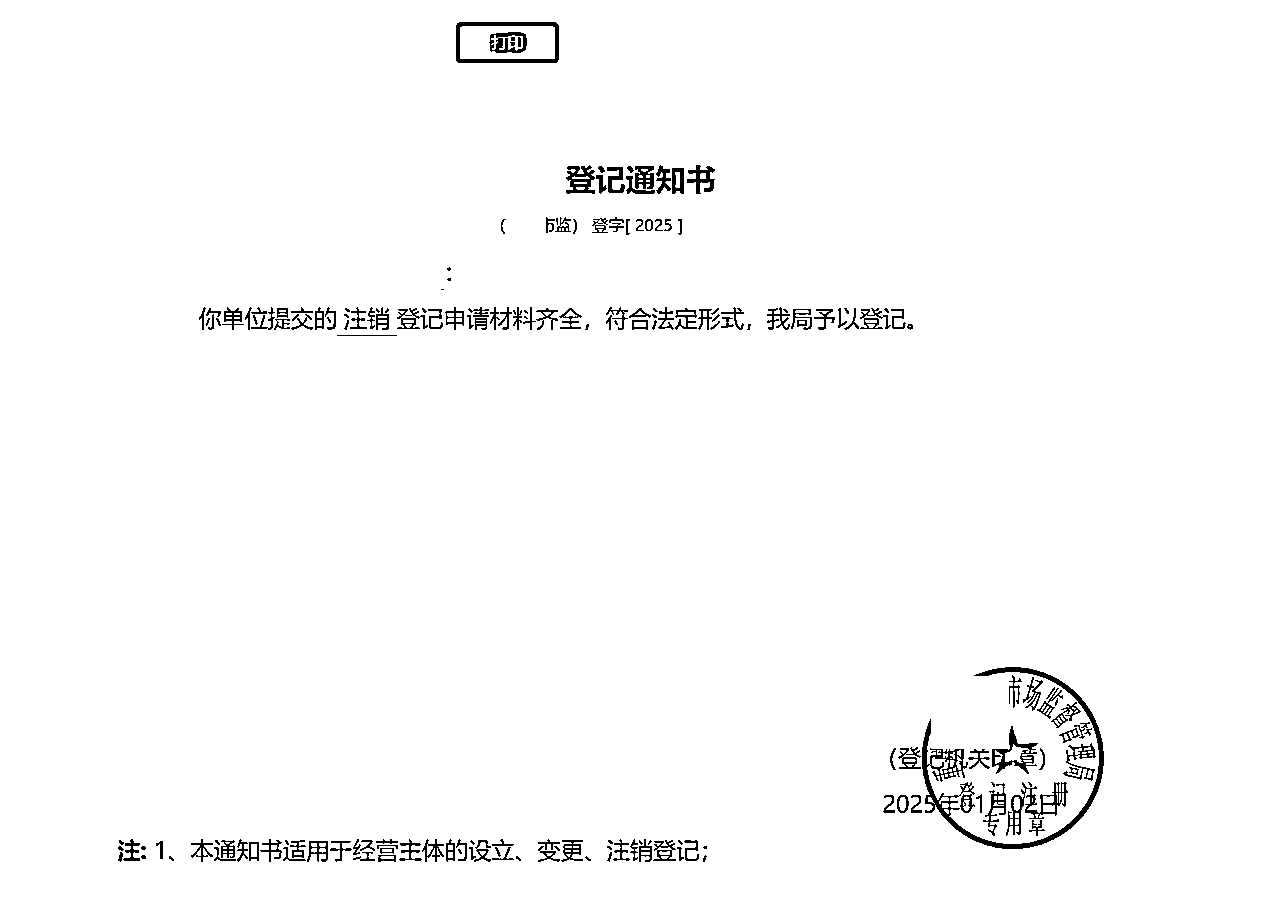 打印
登记通知书
（ 市监） 登字[ 2025 ]
：
你单位提交的 注销 登记申请材料齐全，符合法定形式，我局予以登记。
市场监督管理局
（登记机关印章）
登记注册
2025年01月02日
专用章
注: 1、本通知书适用于经营主体的设立、变更、注销登记；